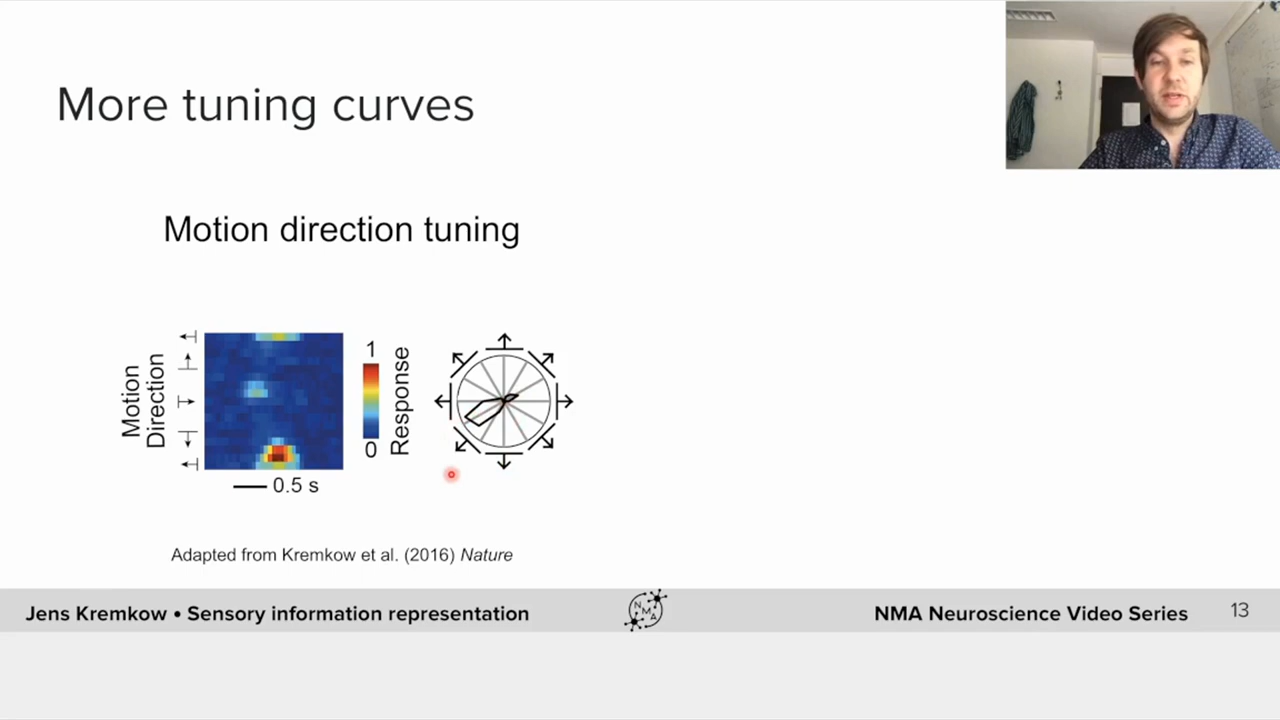 More tuning curves
Motion direction tuning
Motion
Direction
1
0
Response
0.5 s
Adapted from Kremkow et al. (2016) Nature
Jens Kremkow • Sensory information representation
N
M
A
NMA Neuroscience Video Series
13